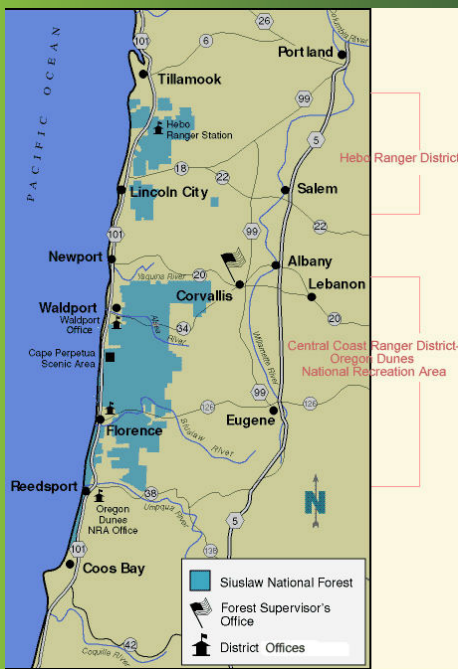 26
Columbia River
101
6
Portland
Tillamook
PACIFIC OCEAN
99
Hebo
Ranger Station
5
Hebo Ranger District
18
22
Lincoln City
Salem
22
101
99
Newport
Albany
Yaquina River
20
Corvallis
Lebanon
Waldport
Waldport
Office
Alsea
River
34
20
Cape Perpetua
Scenic Area
Willamette River
Central Coast Ranger District-
Oregon Dunes
National Recreation Area
99
126
Eugene
126
Florence
Siuslaw River
Reedsport
38
Oregon
Dunes
NRA Office
Umpqua River
N
5
101
138
Coos Bay
Siuslaw National Forest
Forest Supervisor's
Office
District Offices
42
Coquille River